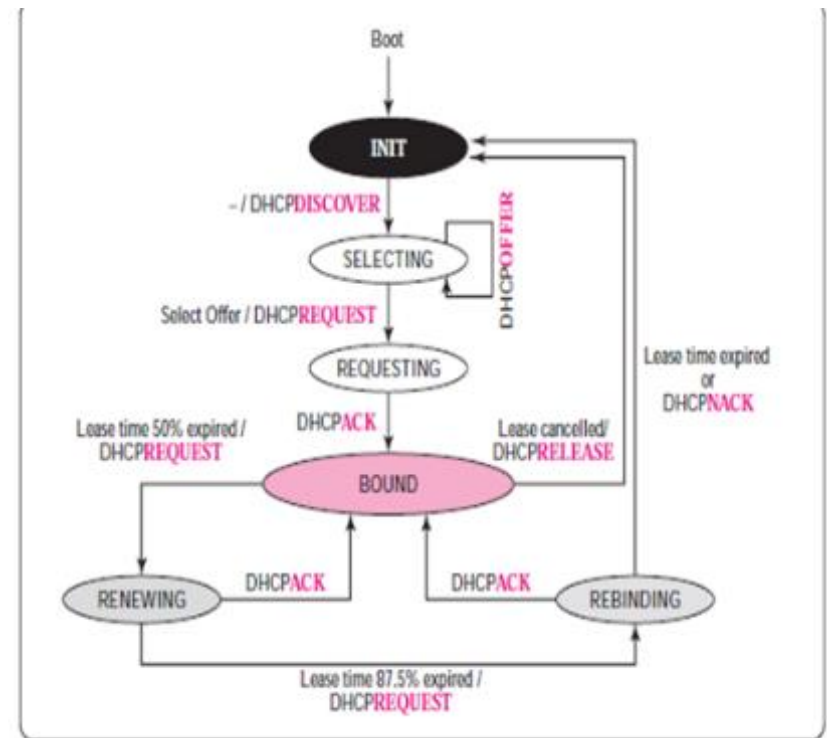 Boot
INIT
– / DHCPDISCOVER
DHCPOFFER
SELECTING
Select Offer / DHCPREQUEST
REQUESTING
Lease time expired
or
DHCPNACK
DHCPACK
Lease time 50% expired /
DHCPREQUEST
Lease cancelled/
DHCPRELEASE
BOUND
DHCPACK
DHCPACK
RENEWING
REBINDING
Lease time 87.5% expired /
DHCPREQUEST